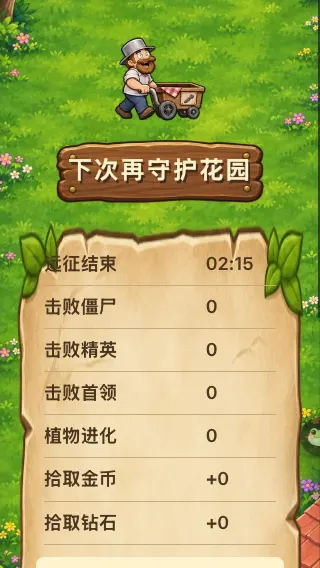 下次再守护花园
远征结束 02:15
击败僵尸 0
击败精英 0
击败首领 0
植物进化 0
拾取金币 +0
拾取钻石 +0